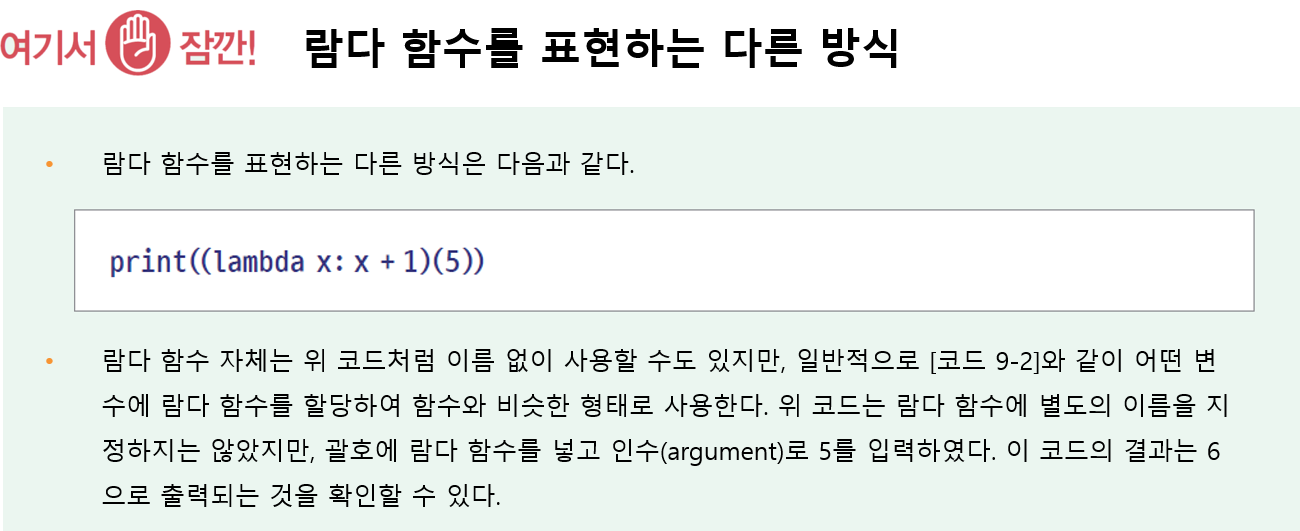 여기서 잠깐! 람다 함수를 표현하는 다른 방식
• 람다 함수를 표현하는 다른 방식은 다음과 같다.
print((lambda x: x + 1)(5))
• 람다 함수 자체는 위 코드처럼 이름 없이 사용할 수도 있지만, 일반적으로 [코드 9-2]와 같이 어떤 변
수에 람다 함수를 할당하여 함수와 비슷한 형태로 사용한다. 위 코드는 람다 함수에 별도의 이름을 지
정하지는 않았지만, 괄호에 람다 함수를 넣고 인수(argument)로 5를 입력하였다. 이 코드의 결과는 6
으로 출력되는 것을 확인할 수 있다.